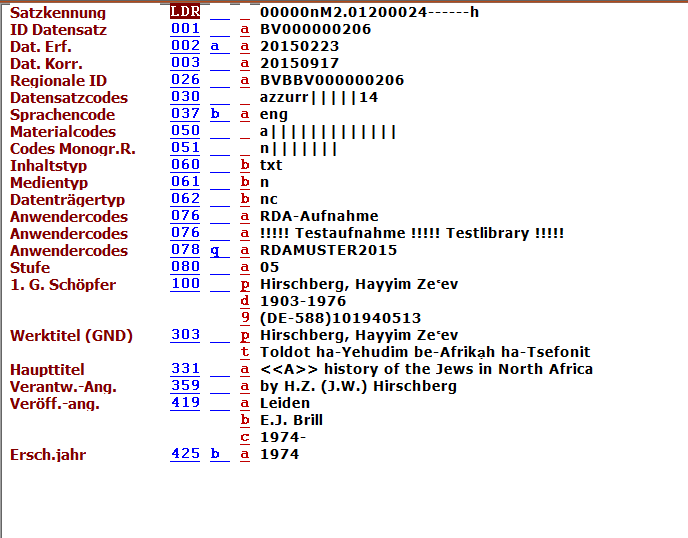 Satzkennung LDR _ _ 00000nM2.01200024------h
ID Datensatz 001 _ a BV000000206
Dat. Erf. 002 a a 20150223
Dat. Korr. 003 _ a 20150917
Regionale ID 026 _ a BVBBV000000206
Datensatzcodes 030 _ _ azzurr|||||14
Sprachencode 037 b a eng
Materialcodes 050 _ _ a|||||||||||||
Codes Monogr.R. 051 _ _ n|||||||
Inhaltstyp 060 _ b txt
Medientyp 061 _ b n
Datenträgertyp 062 _ b nc
Anwendercodes 076 _ a RDA-Aufnahme
Anwendercodes 076 _ a !!!!! Testaufnahme !!!!! Testlibrary !!!!!
Anwendercodes 078 q a RDAMUSTER2015
Stufe 080 _ a 05
1. G. Schöpfer 100 _ p Hirschberg, Hayyim Zeʿev
d 1903-1976
9 (DE-588)101940513
Werktitel (GND) 303 _ p Hirschberg, Hayyim Zeʿev
t Toldot ha-Yehudim be-Afriḳah ha-Tsefonit
Haupttitel 331 _ a <<A>> history of the Jews in North Africa
Verantw.-Ang. 359 _ a by H.Z. (J.W.) Hirschberg
Veröff.-ang. 419 _ a Leiden
b E.J. Brill
c 1974-
Ersch.jahr 425 b a 1974